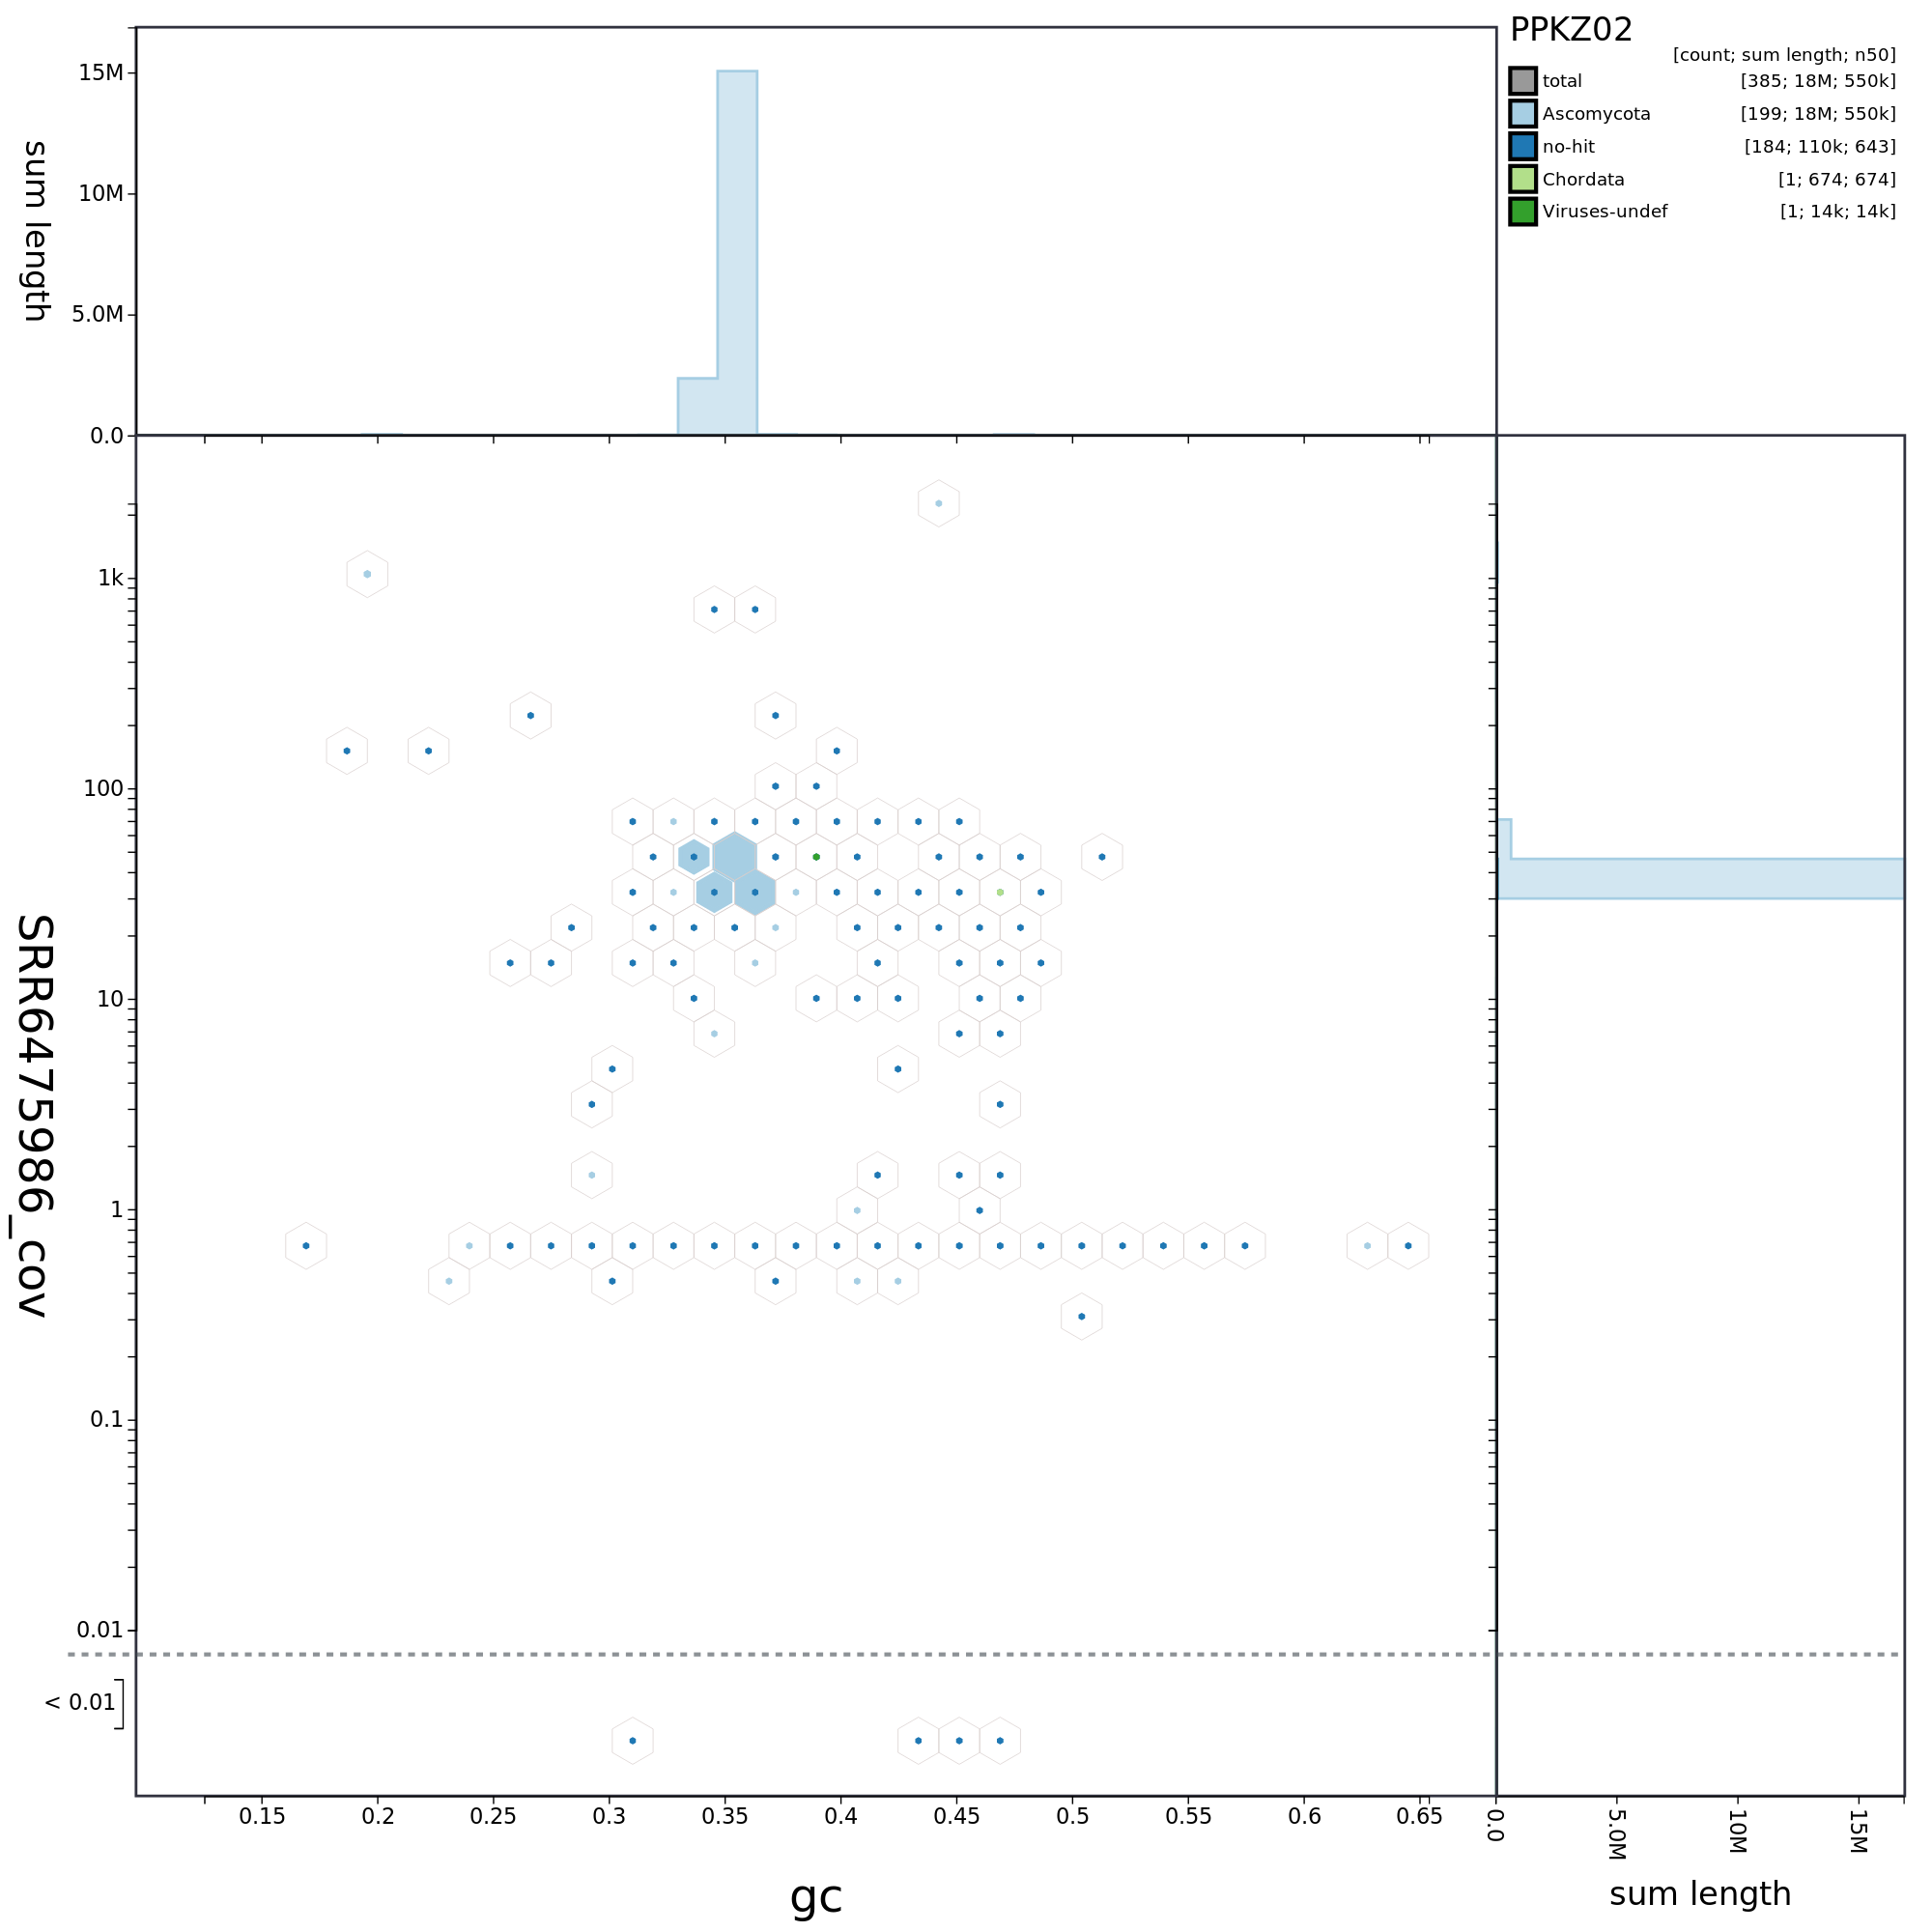 PPKZ02
[count; sum length; n50]
total [385; 18M; 550k]
Ascomycota [199; 18M; 550k]
no-hit [184; 110k; 643]
Chordata [1; 674; 674]
Viruses-undef [1; 14k; 14k]
sum length
15M
10M
5.0M
0.0
SRR6475986_cov
1k
100
10
1
0.1
0.01
< 0.01
0.15 0.2 0.25 0.3 0.35 0.4 0.45 0.5 0.55 0.6 0.65
gc
0.0 5.0M 10M 15M
sum length